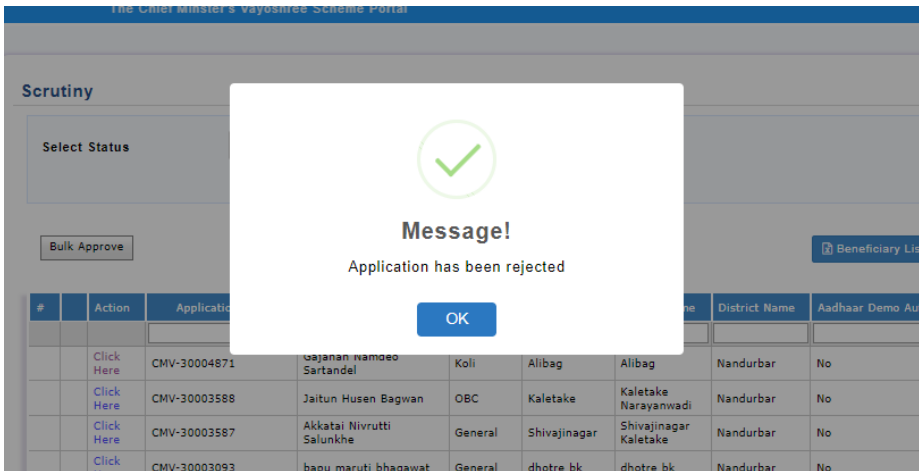 The Chief Minster's Vayoshree Scheme Portal
Scrutiny
Select Status
Message!
Application has been rejected
OK
Bulk Approve
Beneficiary Lis
# Action Applicatio ne District Name Aadhaar Demo Au
Click Here CMV-30004871 Gajanan Namdeo Sartandel Koli Alibag Alibag Nandurbar No
Click Here CMV-30003588 Jaitun Husen Bagwan OBC Kaletake Kaletake Narayanwadi Nandurbar No
Click Here CMV-30003587 Akkatai Nivrutti Salunkhe General Shivajinagar Shivajinagar Kaletake Nandurbar No
Click CMV-30003093 bapu maruti bhagawat General dhotre bk dhotre bk Nandurbar No